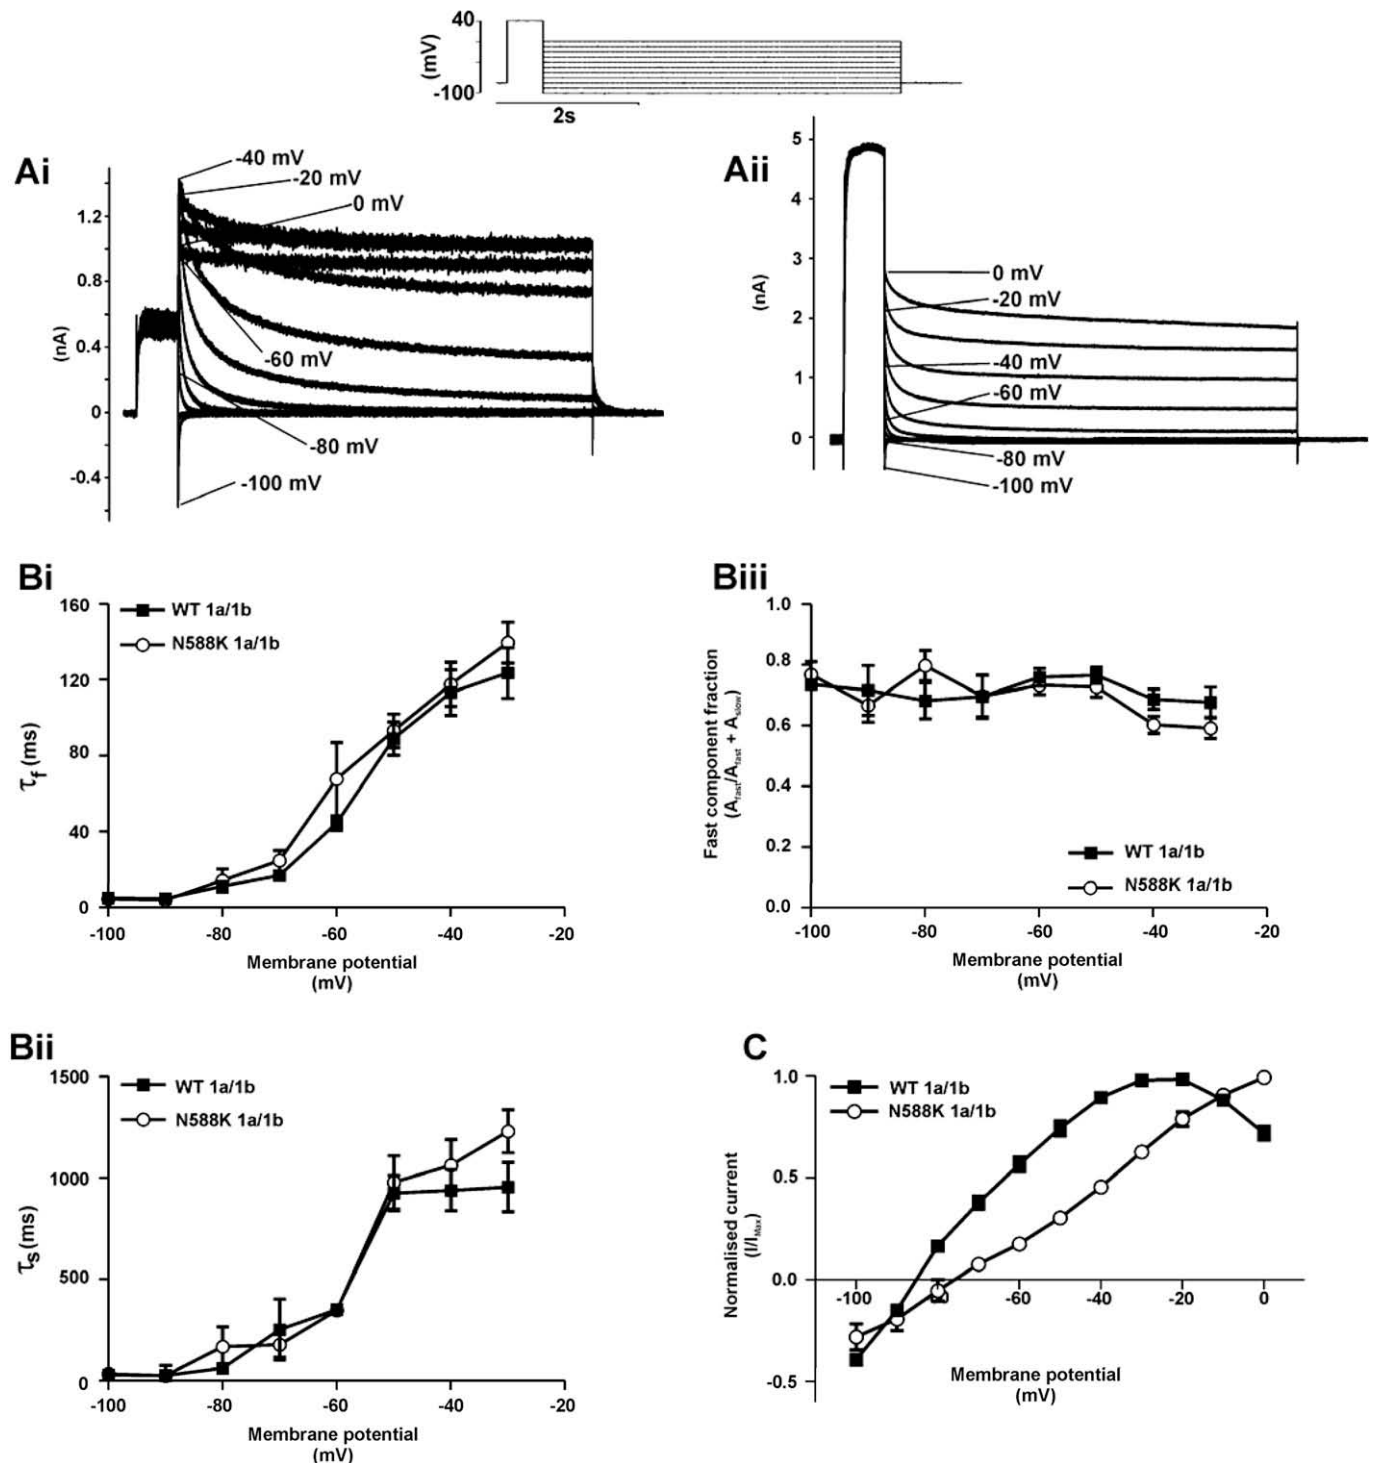 40
(mV)
-100
2s
Ai
-40 mV
-20 mV
0 mV
1.2
0.8
(nA)
0.4
0
-0.4
-60 mV
-80 mV
-100 mV
Aii
5
4
3
(nA)
2
1
0
0 mV
-20 mV
-40 mV
-60 mV
-80 mV
-100 mV
Bi
160
120
80
40
0
τf (ms)
WT 1a/1b
N588K 1a/1b
-100 -80 -60 -40 -20
Membrane potential
(mV)
Biii
1.0
0.8
0.6
0.4
0.2
0.0
Fast component fraction
(Afast/Afast + Aslow)
WT 1a/1b
N588K 1a/1b
-100 -80 -60 -40 -20
Membrane potential
(mV)
Bii
1500
1000
500
0
τs (ms)
WT 1a/1b
N588K 1a/1b
-100 -80 -60 -40 -20
Membrane potential
(mV)
C
1.0
0.5
0.0
-0.5
Normalised current
(I/IMax)
WT 1a/1b
N588K 1a/1b
-100 -80 -60 -40 -20 0
Membrane potential
(mV)